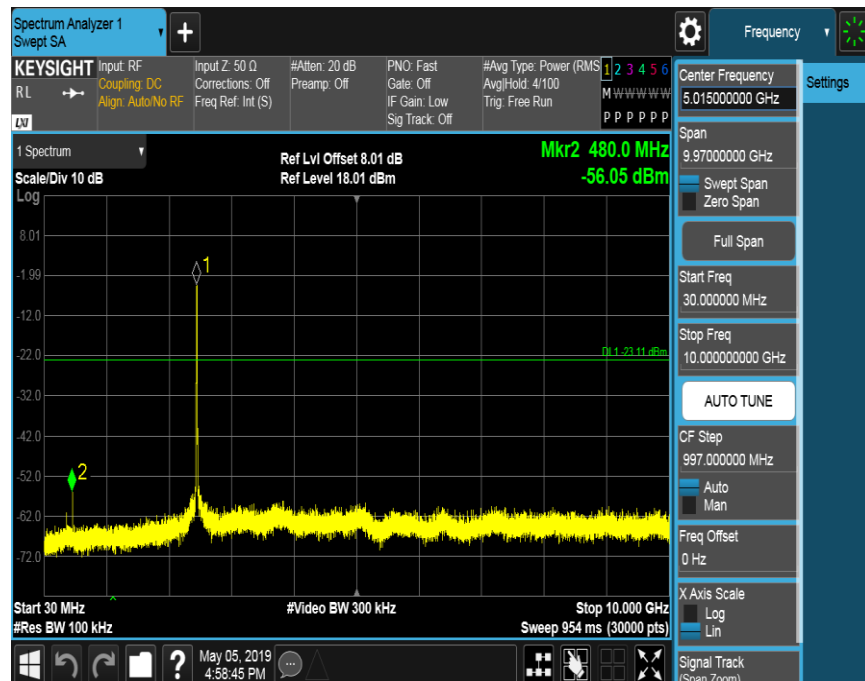 Spectrum Analyzer 1
Swept SA
+
Frequency
KEYSIGHT
RL
LXI
Input: RF
Coupling: DC
Align: Auto/No RF
Input Z: 50 Ω
Corrections: Off
Freq Ref: Int (S)
#Atten: 20 dB
Preamp: Off
PNO: Fast
Gate: Off
IF Gain: Low
Sig Track: Off
#Avg Type: Power (RMS
Avg|Hold: 4/100
Trig: Free Run
1 2 3 4 5 6
M W W W W W
P P P P P P
1 Spectrum
Scale/Div 10 dB
Log
Ref Lvl Offset 8.01 dB
Ref Level 18.01 dBm
Mkr2 480.0 MHz
-56.05 dBm
8.01
-1.99
-12.0
-22.0
-32.0
-42.0
-52.0
-62.0
-72.0
1
2
DL1 -23.11 dBm
Start 30 MHz
#Res BW 100 kHz
#Video BW 300 kHz
Stop 10.000 GHz
Sweep 954 ms (30000 pts)
?
May 05, 2019
4:58:45 PM
Center Frequency
5.015000000 GHz
Span
9.97000000 GHz
Swept Span
Zero Span
Full Span
Start Freq
30.000000 MHz
Stop Freq
10.000000000 GHz
AUTO TUNE
CF Step
997.000000 MHz
Auto
Man
Freq Offset
0 Hz
X Axis Scale
Log
Lin
Signal Track
(Span Zoom)
Settings